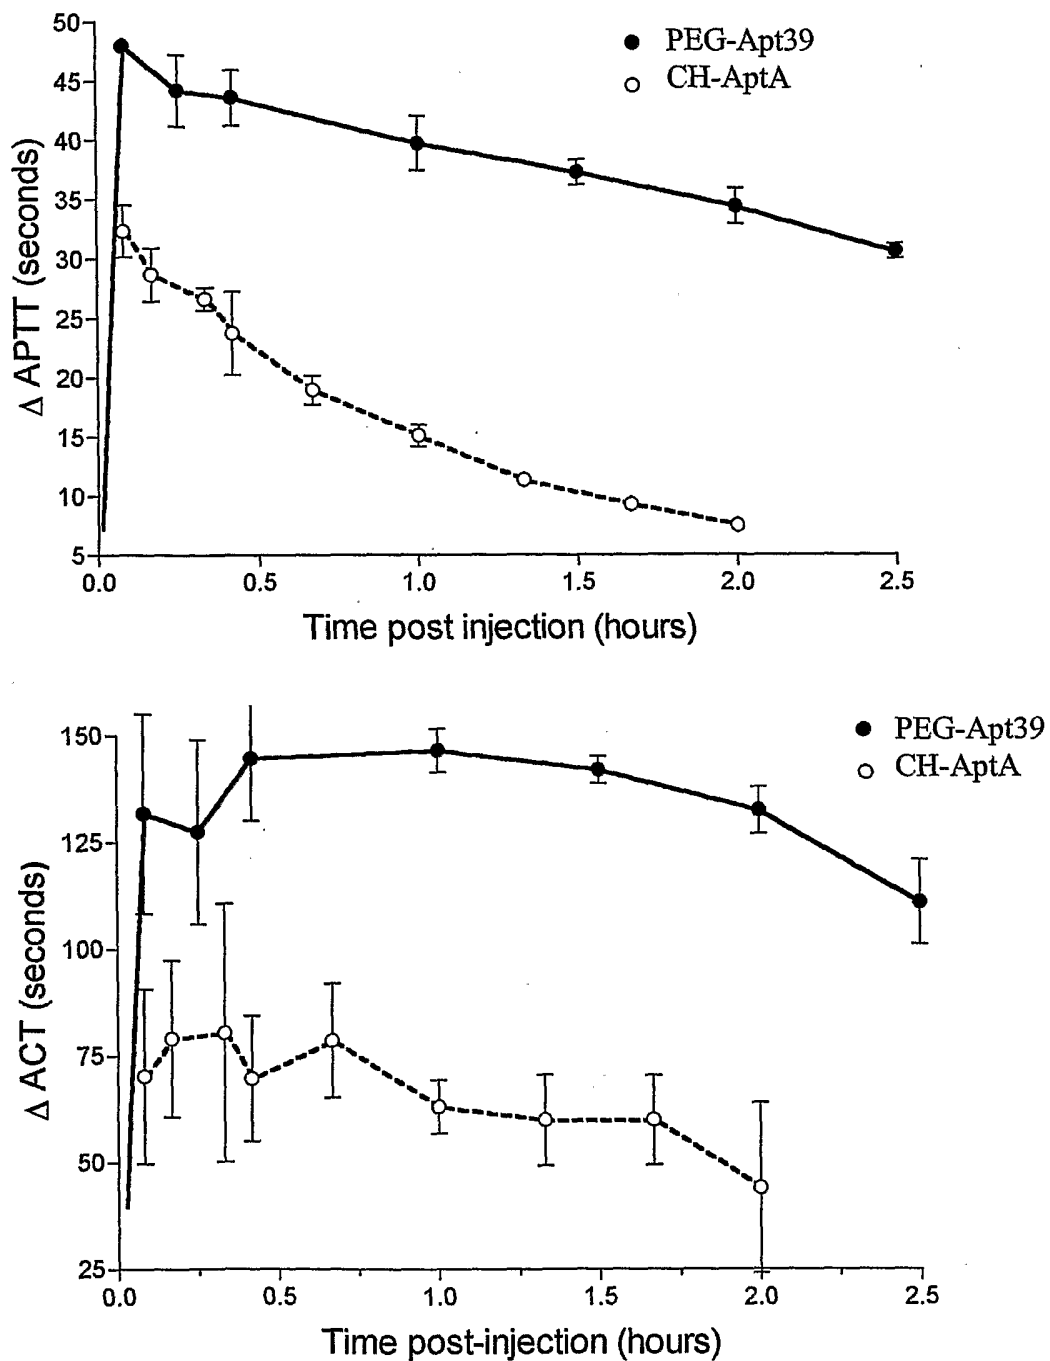 PEG-Apt39
CH-AptA
Δ APTT (seconds)
50
45
40
35
30
25
20
15
10
5
0.0 0.5 1.0 1.5 2.0 2.5
Time post injection (hours)
PEG-Apt39
CH-AptA
Δ ACT (seconds)
150
125
100
75
50
25
0.0 0.5 1.0 1.5 2.0 2.5
Time post-injection (hours)